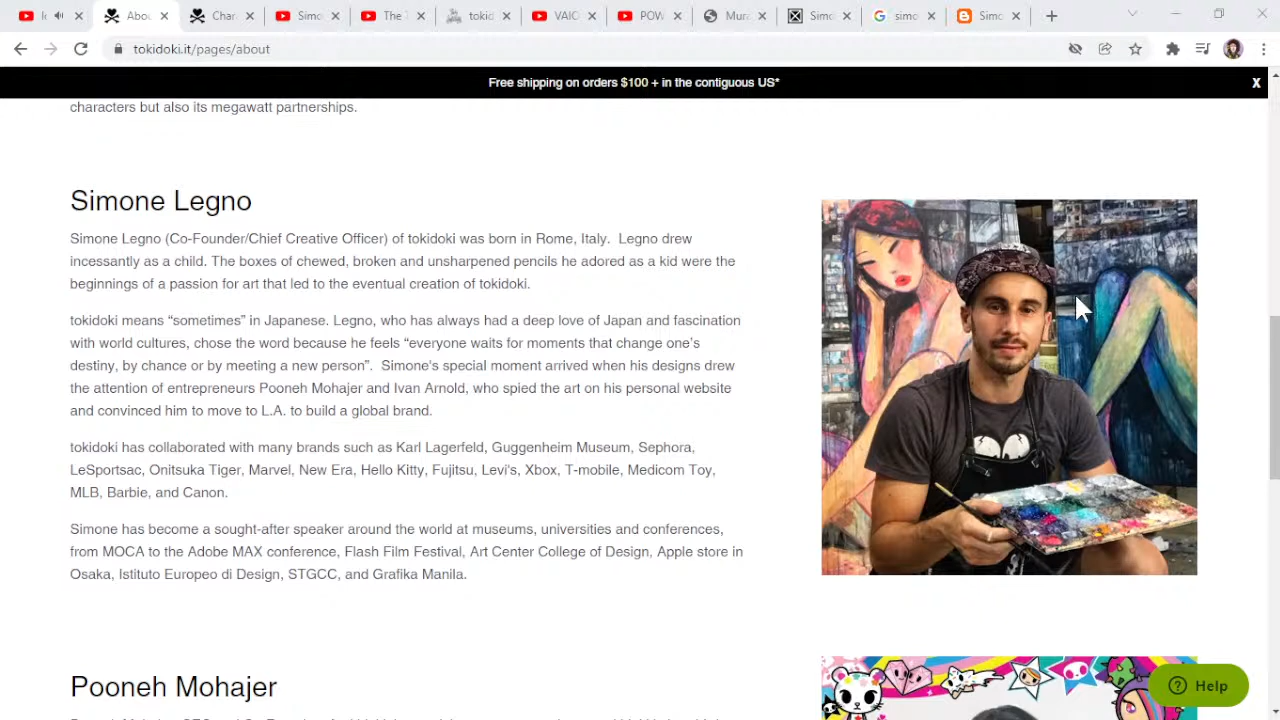 Abo
Char
Simo
The
tokid
VAIO
POW
Mura
Simo
simo
Simc
tokidoki.it/pages/about
Free shipping on orders $100 + in the contiguous US*
X
characters but also its megawatt partnerships.
Simone Legno
Simone Legno (Co-Founder/Chief Creative Officer) of tokidoki was born in Rome, Italy. Legno drew
incessantly as a child. The boxes of chewed, broken and unsharpened pencils he adored as a kid were the
beginnings of a passion for art that led to the eventual creation of tokidoki.
tokidoki means “sometimes” in Japanese. Legno, who has always had a deep love of Japan and fascination
with world cultures, chose the word because he feels “everyone waits for moments that change one’s
destiny, by chance or by meeting a new person”. Simone's special moment arrived when his designs drew
the attention of entrepreneurs Pooneh Mohajer and Ivan Arnold, who spied the art on his personal website
and convinced him to move to L.A. to build a global brand.
tokidoki has collaborated with many brands such as Karl Lagerfeld, Guggenheim Museum, Sephora,
LeSportsac, Onitsuka Tiger, Marvel, New Era, Hello Kitty, Fujitsu, Levi's, Xbox, T-mobile, Medicom Toy,
MLB, Barbie, and Canon.
Simone has become a sought-after speaker around the world at museums, universities and conferences,
from MOCA to the Adobe MAX conference, Flash Film Festival, Art Center College of Design, Apple store in
Osaka, Istituto Europeo di Design, STGCC, and Grafika Manila.
Pooneh Mohajer
Help